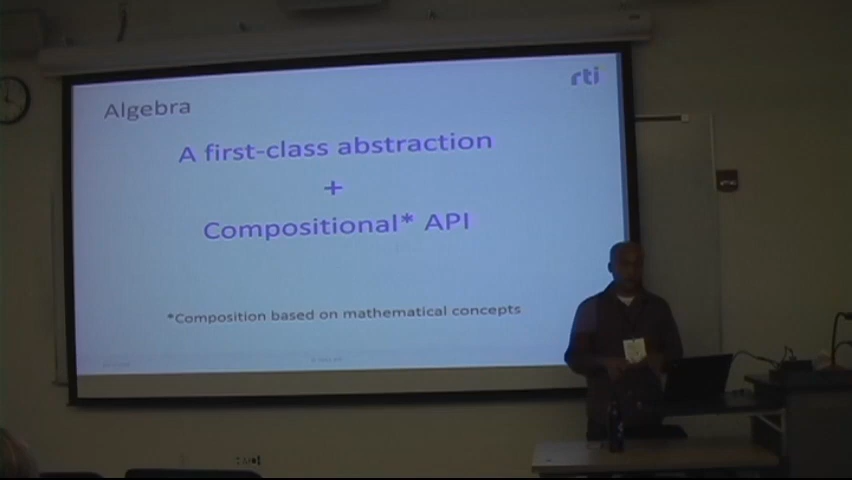 rti
Algebra
A first-class abstraction
+
Compositional* API
*Composition based on mathematical concepts